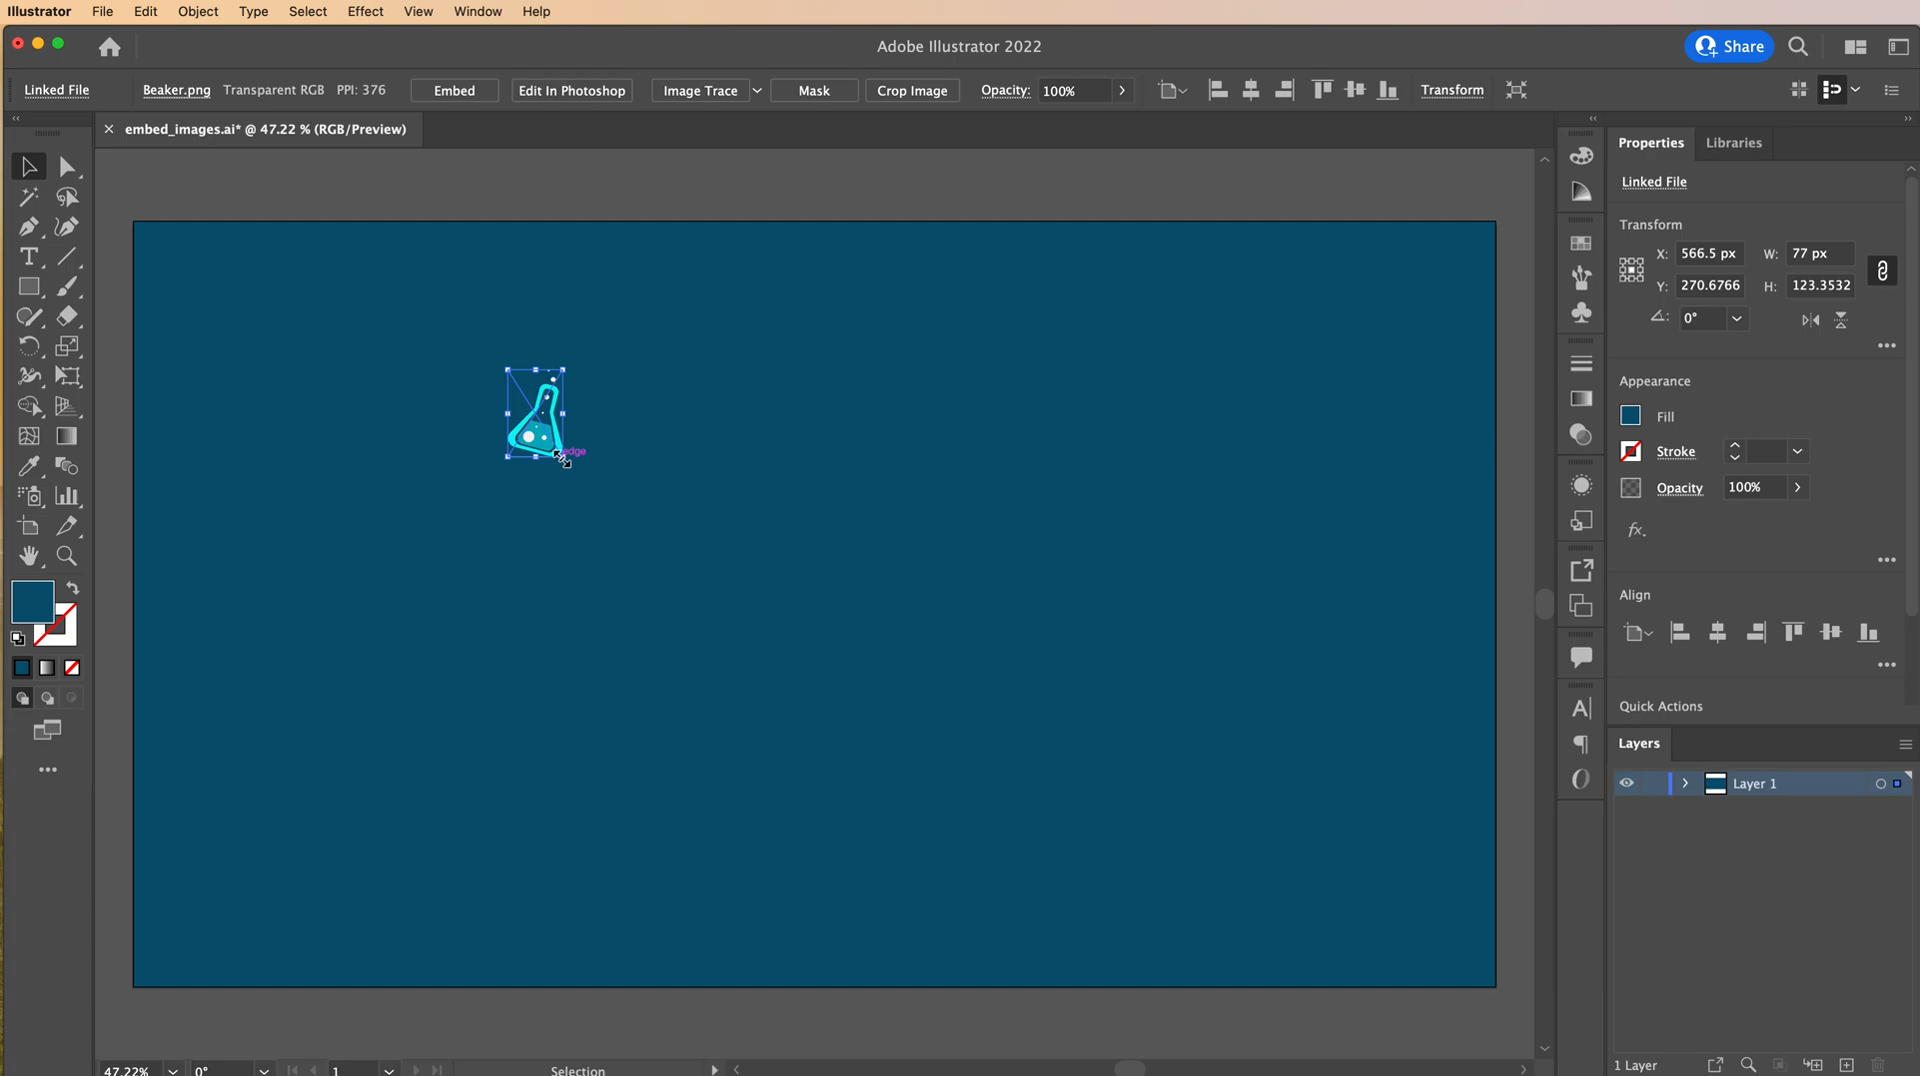 Illustrator File Edit Object Type Select Effect View Window Help
Adobe Illustrator 2022
Share
Linked File Beaker.png Transparent RGB PPI: 376 Embed Edit In Photoshop Image Trace Mask Crop Image Opacity: 100% Transform
embed_images.ai* @ 47.22 % (RGB/Preview)
edge
Properties Libraries
Linked File
Transform
X: 566.5 px W: 77 px
Y: 270.6766 H: 123.3532
0°
Appearance
Fill
Stroke
Opacity 100%
fx.
Align
Quick Actions
Layers
Layer 1
1 Layer
47.22% 0° 1 Selection